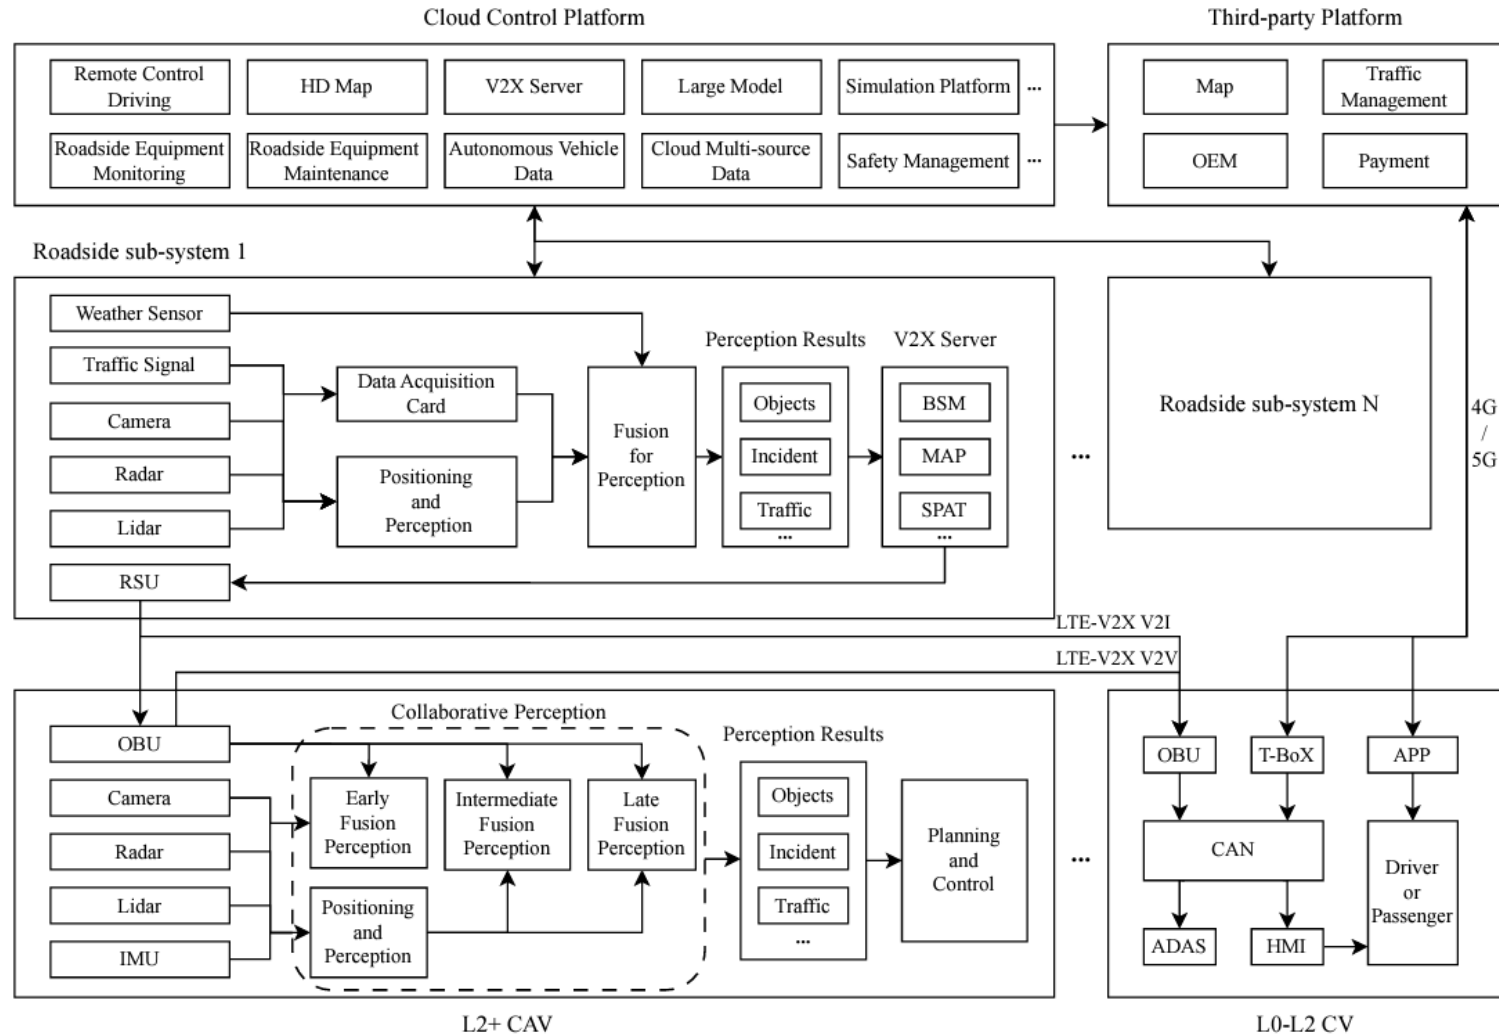 Cloud Control Platform
Third-party Platform
Remote Control
Driving
HD Map
V2X Server
Large Model
Simulation Platform
...
Roadside Equipment
Monitoring
Roadside Equipment
Maintenance
Autonomous Vehicle
Data
Cloud Multi-source
Data
Safety Management
...
Map
Traffic
Management
OEM
Payment
Roadside sub-system 1
Weather Sensor
Traffic Signal
Camera
Radar
Lidar
RSU
Data Acquisition
Card
Positioning
and
Perception
Fusion
for
Perception
Perception Results
Objects
Incident
Traffic
...
V2X Server
BSM
MAP
SPAT
...
...
Roadside sub-system N
4G
/
5G
LTE-V2X V2I
LTE-V2X V2V
OBU
Camera
Radar
Lidar
IMU
Collaborative Perception
Early
Fusion
Perception
Intermediate
Fusion
Perception
Late
Fusion
Perception
Positioning
and
Perception
Perception Results
Objects
Incident
Traffic
...
Planning
and
Control
...
OBU
T-BoX
APP
CAN
ADAS
HMI
Driver
or
Passenger
L2+ CAV
L0-L2 CV